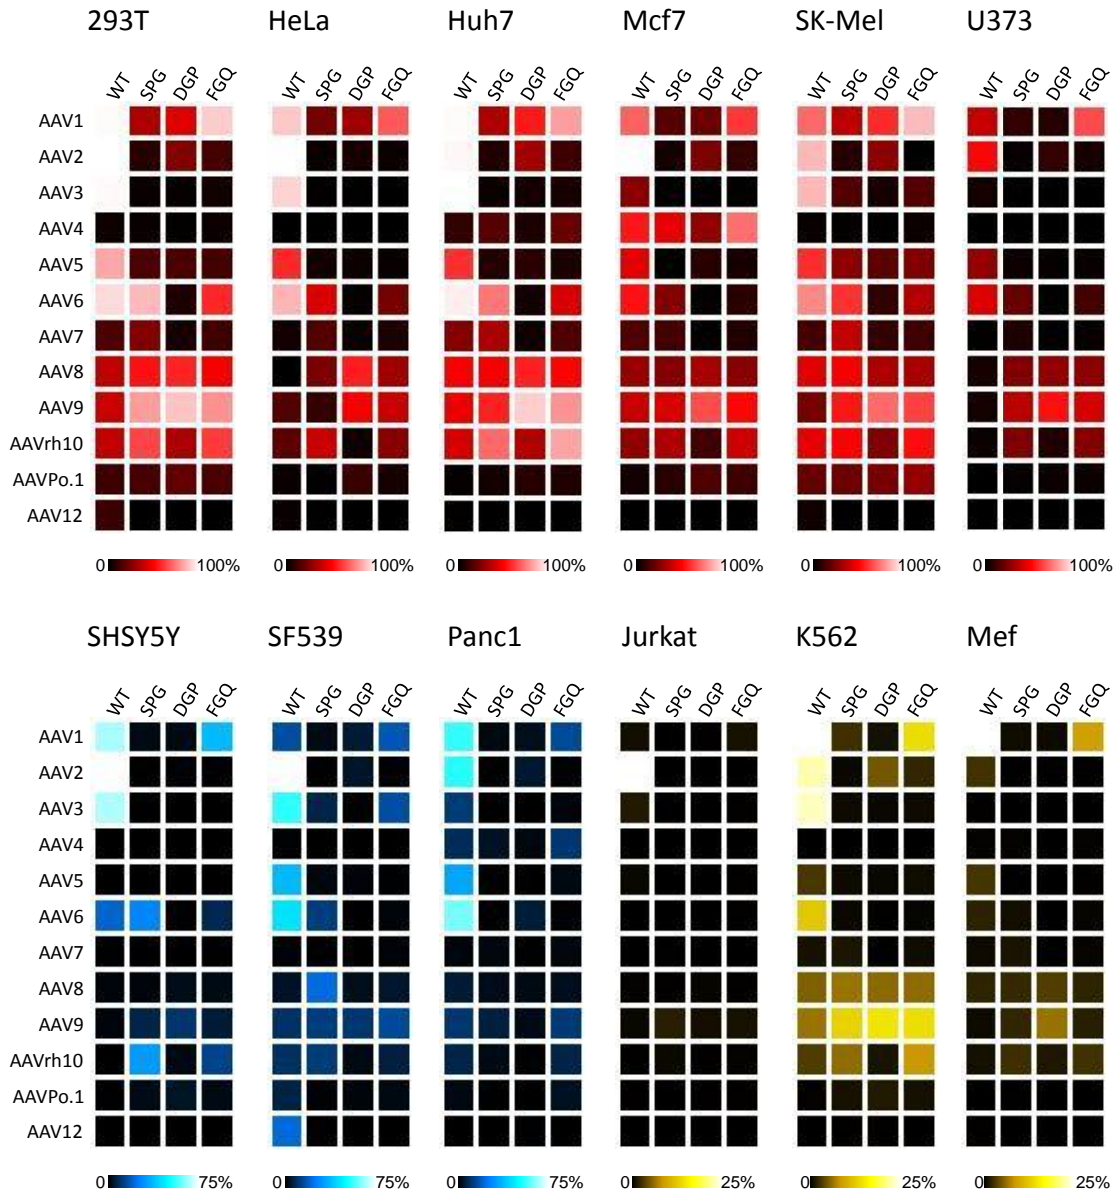 293T HeLa Huh7 Mcf7 SK-Mel U373
WT SPG DGP FGQ WT SPG DGP FGQ WT SPG DGP FGQ WT SPG DGP FGQ WT SPG DGP FGQ WT SPG DGP FGQ
AAV1
AAV2
AAV3
AAV4
AAV5
AAV6
AAV7
AAV8
AAV9
AAVrh10
AAVPo.1
AAV12
0 100% 0 100% 0 100% 0 100% 0 100% 0 100%
SHSY5Y SF539 Panc1 Jurkat K562 Mef
WT SPG DGP FGQ WT SPG DGP FGQ WT SPG DGP FGQ WT SPG DGP FGQ WT SPG DGP FGQ WT SPG DGP FGQ
AAV1
AAV2
AAV3
AAV4
AAV5
AAV6
AAV7
AAV8
AAV9
AAVrh10
AAVPo.1
AAV12
0 75% 0 75% 0 75% 0 25% 0 25% 0 25%